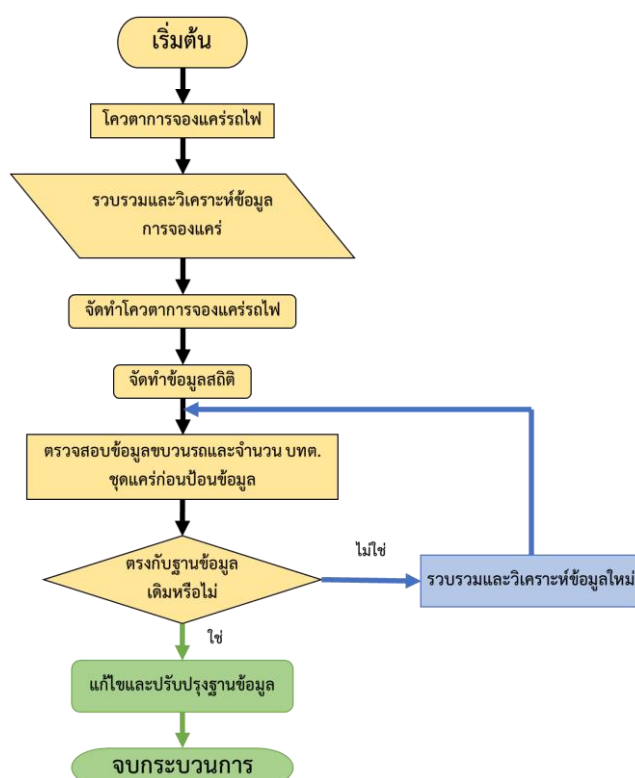 เริ่มต้น
โควตาการจองแคร่รถไฟ
รวบรวมและวิเคราะห์ข้อมูล
การจองแคร่
จัดทำโควตาการจองแคร่รถไฟ
จัดทำข้อมูลสถิติ
ตรวจสอบข้อมูลขบวนรถและจำนวน บทต.
ชุดแคร่ก่อนป้อนข้อมูล
ตรงกับฐานข้อมูล
เดิมหรือไม่
ไม่ใช่
รวบรวมและวิเคราะห์ข้อมูลใหม่
ใช่
แก้ไขและปรับปรุงฐานข้อมูล
จบกระบวนการ